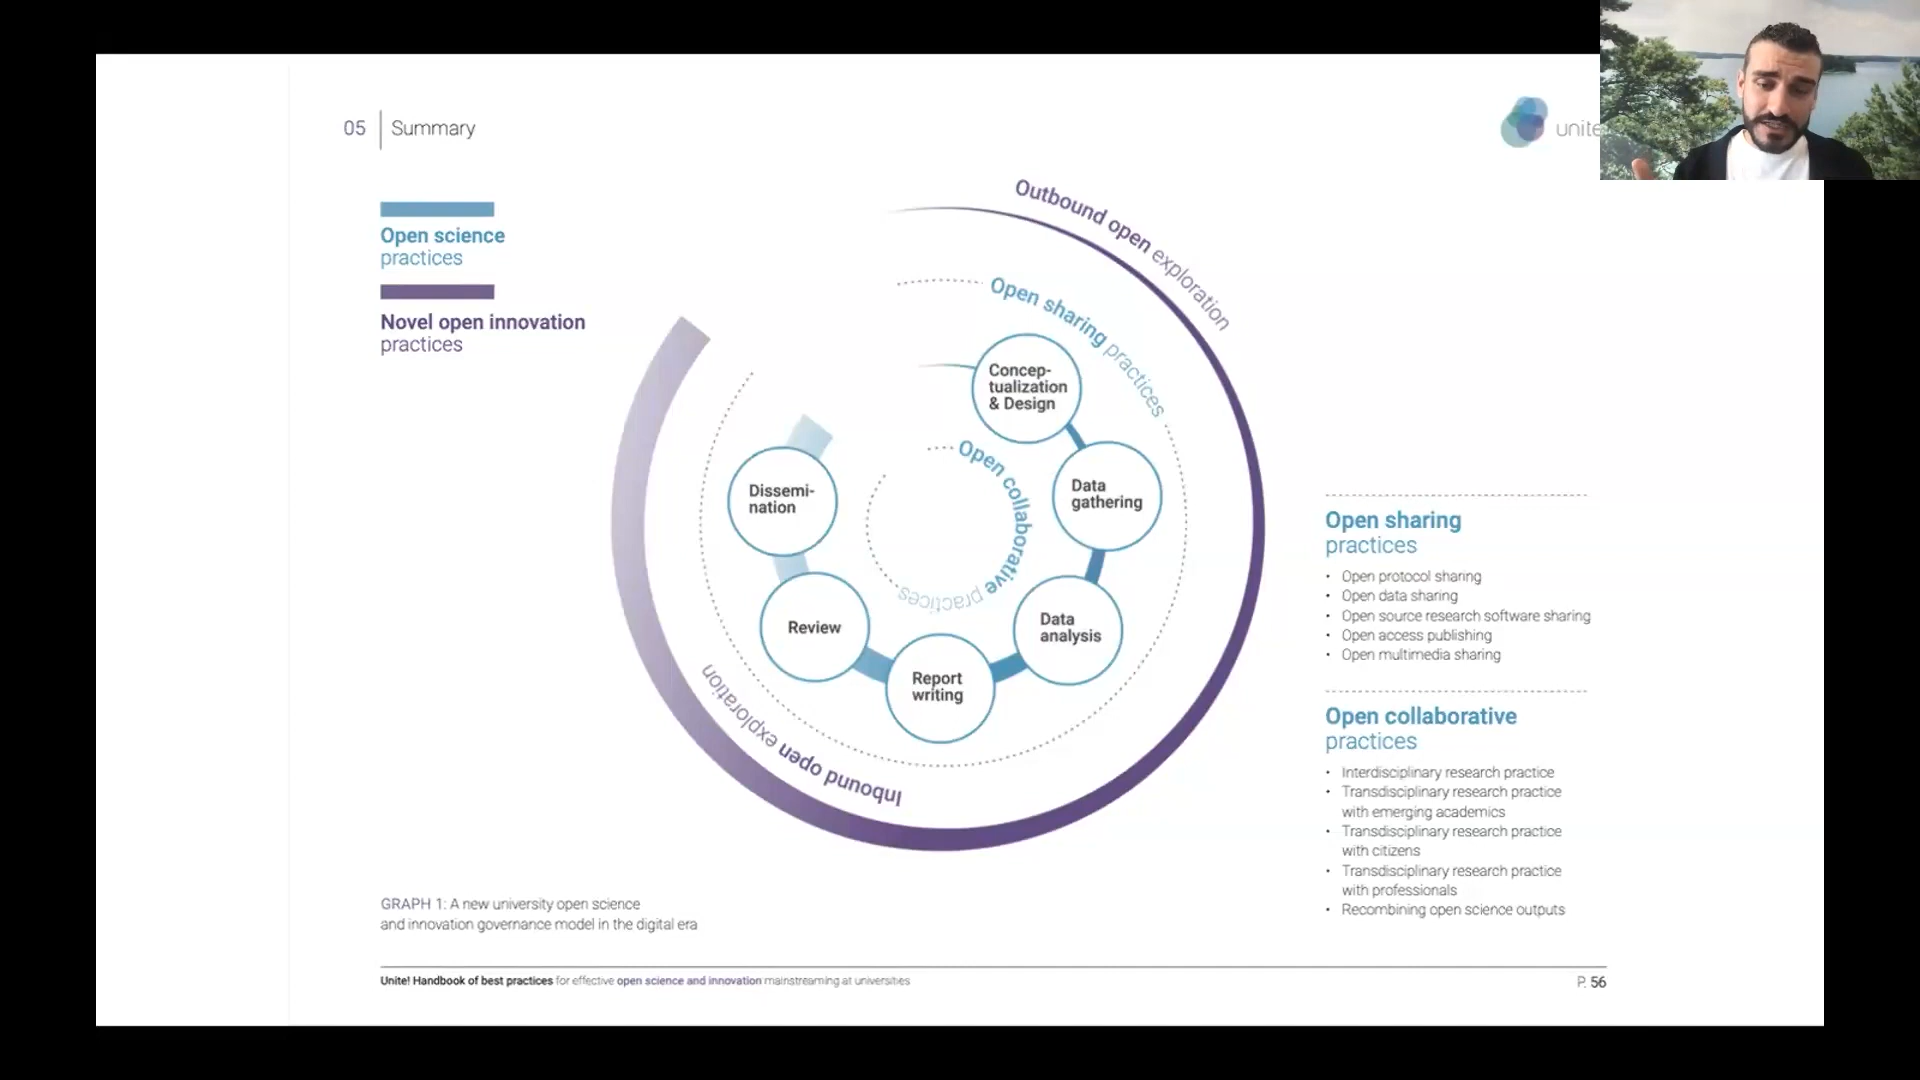 05 Summary
unite
Open science
practices
Novel open innovation
practices
Outbound open exploration
Open sharing practices
Concep-
tualization
& Design
Data
gathering
Data
analysis
Report
writing
Review
Dissemi-
nation
Open collaborative practices
Inbound open exploration
Open sharing
practices
• Open protocol sharing
• Open data sharing
• Open source research software sharing
• Open access publishing
• Open multimedia sharing
Open collaborative
practices
• Interdisciplinary research practice
• Transdisciplinary research practice
with emerging academics
• Transdisciplinary research practice
with citizens
• Transdisciplinary research practice
with professionals
• Recombining open science outputs
GRAPH 1: A new university open science
and innovation governance model in the digital era
Unite! Handbook of best practices for effective open science and innovation mainstreaming at universities
P. 56